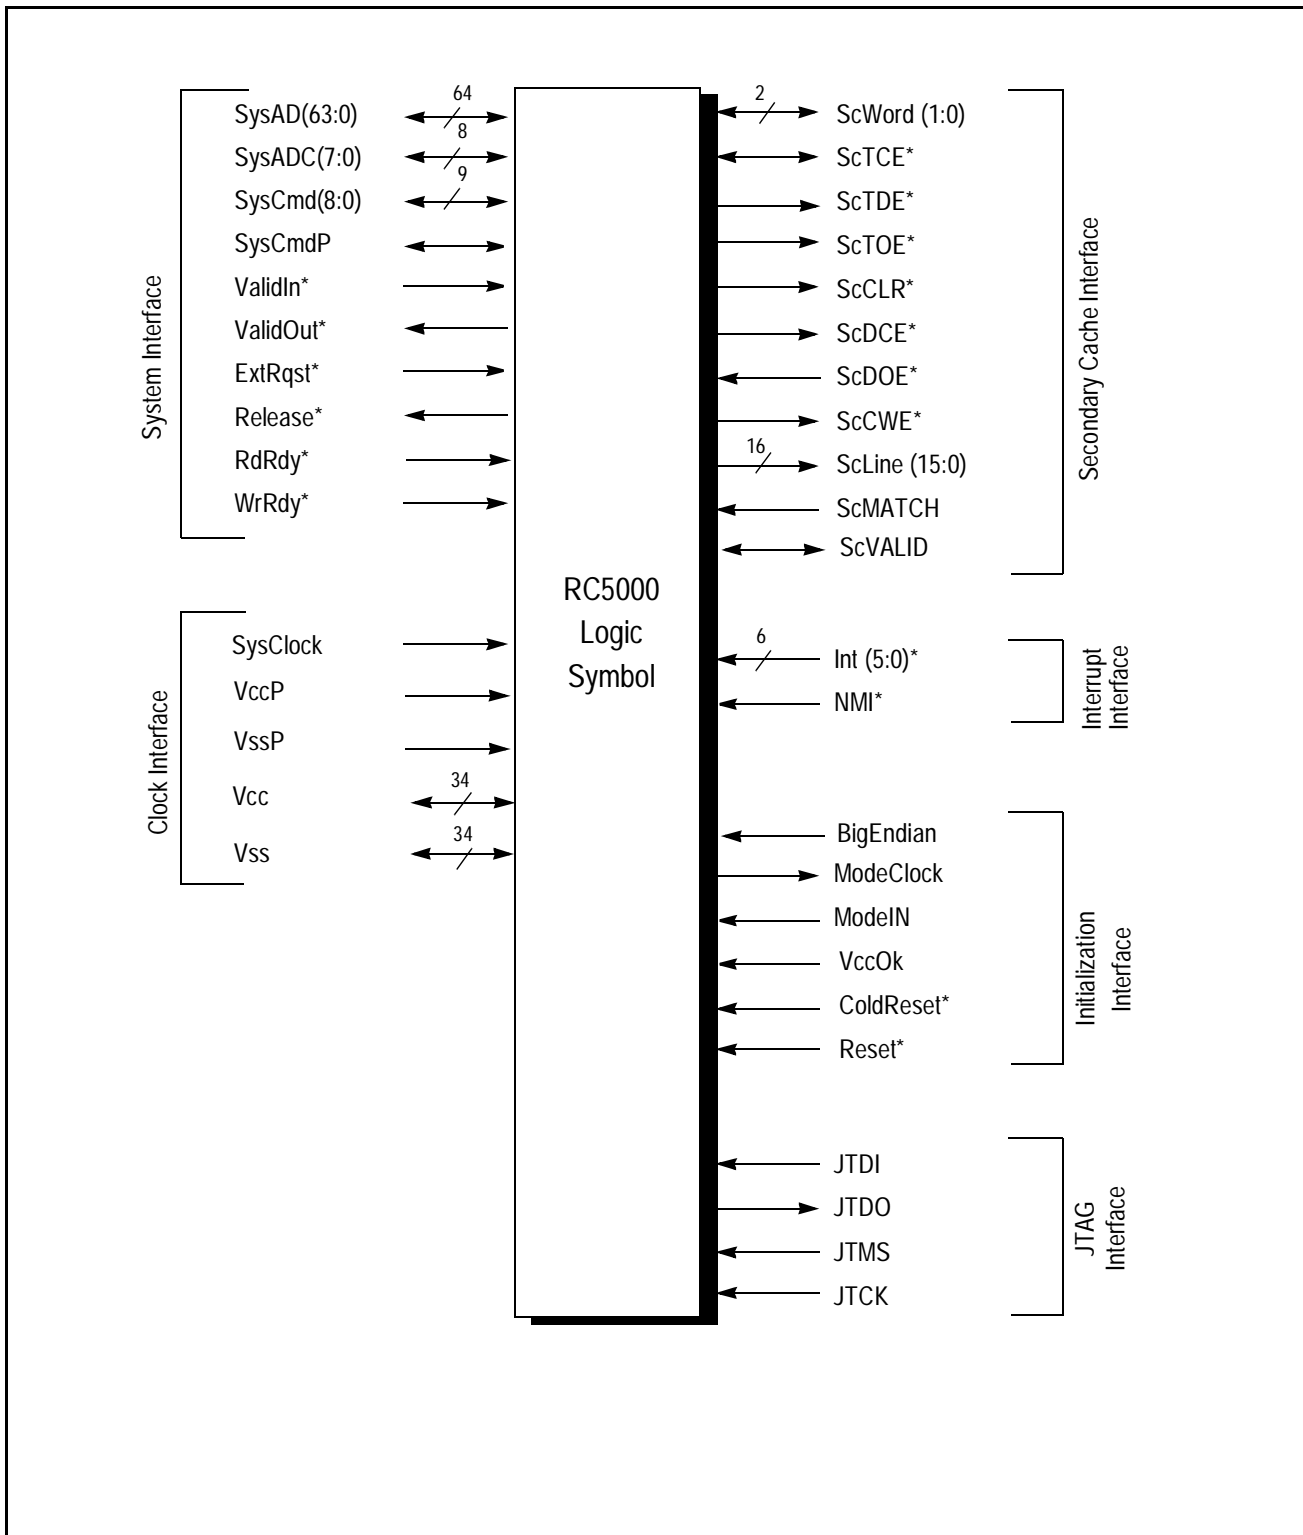 System Interface
SysAD(63:0)
64
SysADC(7:0)
8
SysCmd(8:0)
9
SysCmdP
ValidIn*
ValidOut*
ExtRqst*
Release*
RdRdy*
WrRdy*
Clock Interface
SysClock
VccP
VssP
Vcc
34
Vss
34
RC5000
Logic
Symbol
2
ScWord (1:0)
ScTCE*
ScTDE*
ScTOE*
ScCLR*
ScDCE*
ScDOE*
ScCWE*
16
ScLine (15:0)
ScMATCH
ScVALID
Secondary Cache Interface
6
Int (5:0)*
NMI*
Interrupt
Interface
BigEndian
ModeClock
ModeIN
VccOk
ColdReset*
Reset*
Initialization
Interface
JTDI
JTDO
JTMS
JTCK
JTAG
Interface